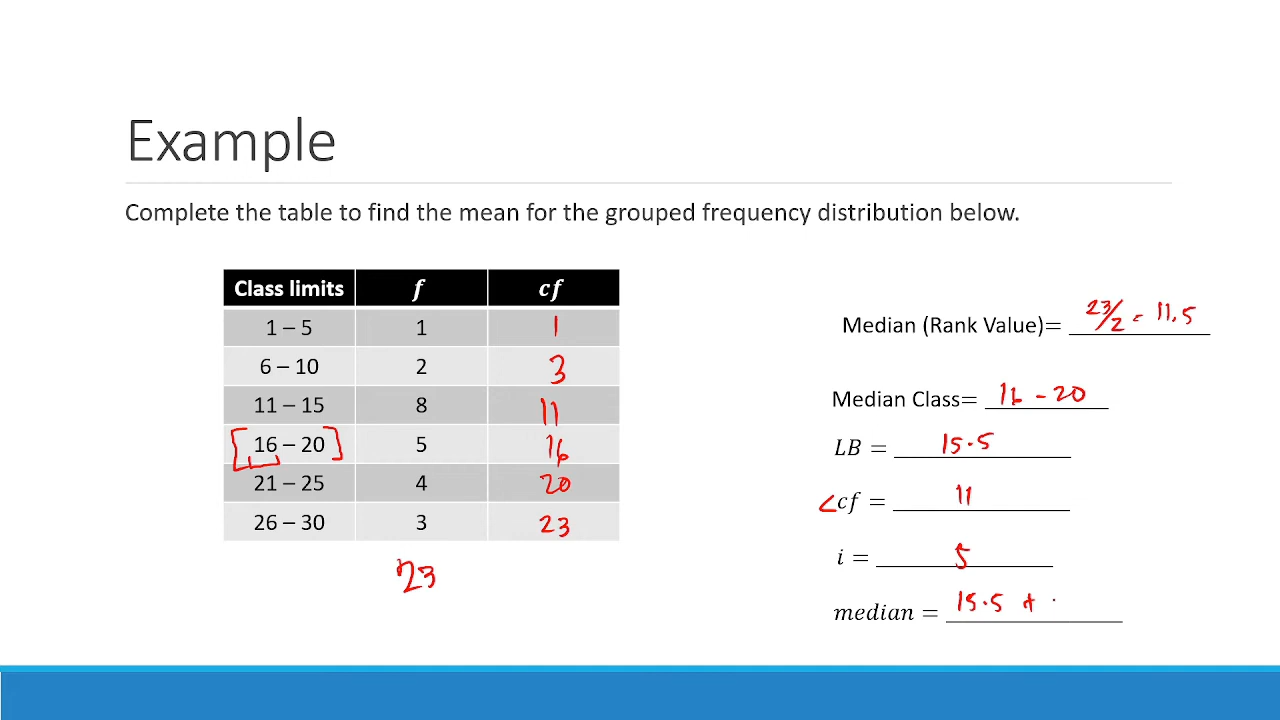 Example
Complete the table to find the mean for the grouped frequency distribution below.
Class limits f cf
1 – 5 1 1
6 – 10 2 3
11 – 15 8 11
[16 – 20] 5 16
21 – 25 4 20
26 – 30 3 23
23
Median (Rank Value)= 23/2 = 11.5
Median Class= 16 - 20
LB = 15.5
<cf = 11
i = 5
median = 15.5 +